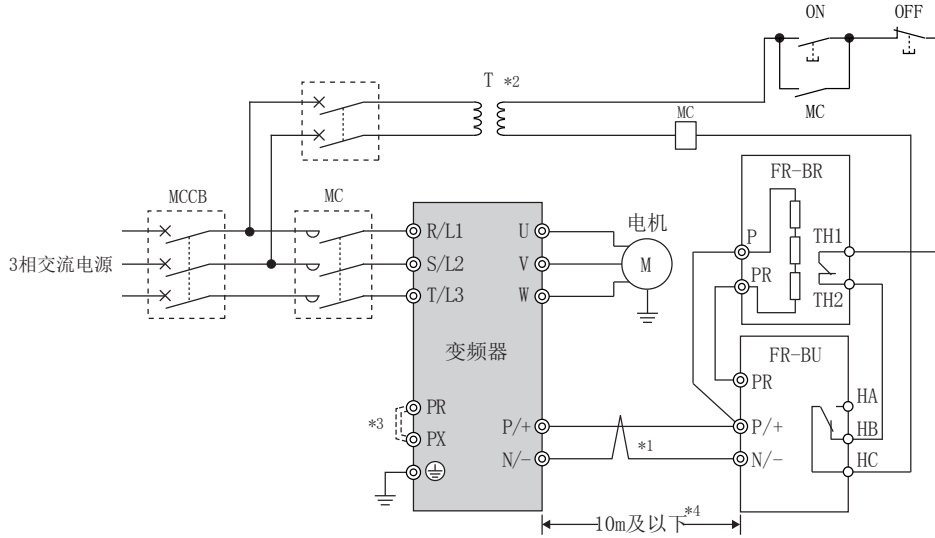 ON
OFF
T *2
MC
MC
FR-BR
MCCB
MC
P
TH1
PR
TH2
3相交流电源
R/L1
S/L2
T/L3
U
V
W
电机
M
变频器
FR-BU
PR
PR
*3
PX
P/+
N/-
*1
P/+
N/-
HA
HB
HC
10m及以下*4